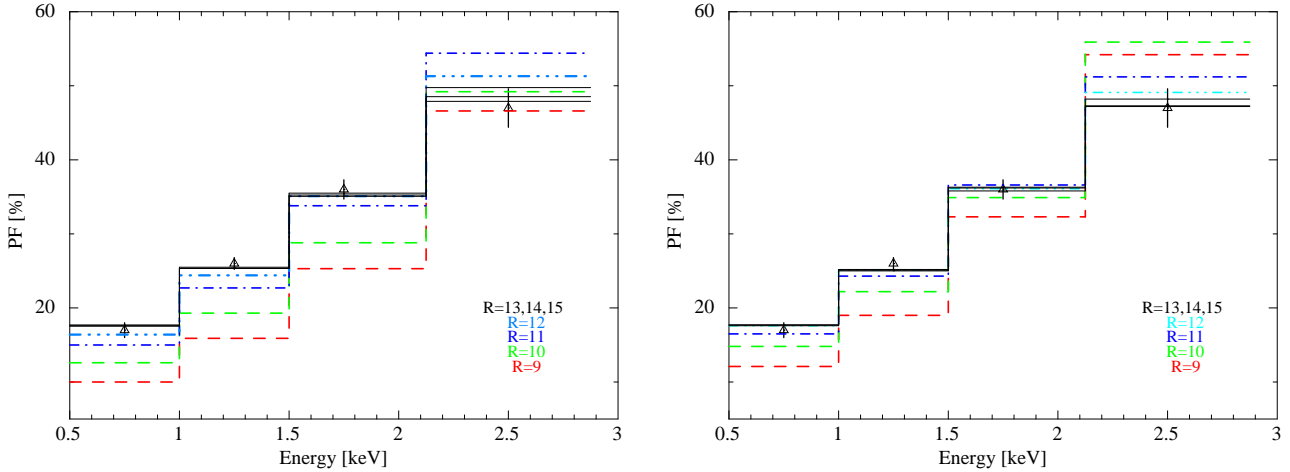 60
40
20
PF [%]
R=13,14,15
R=12
R=11
R=10
R=9
0.5 1 1.5 2 2.5 3
Energy [keV]
60
40
20
PF [%]
R=13,14,15
R=12
R=11
R=10
R=9
0.5 1 1.5 2 2.5 3
Energy [keV]